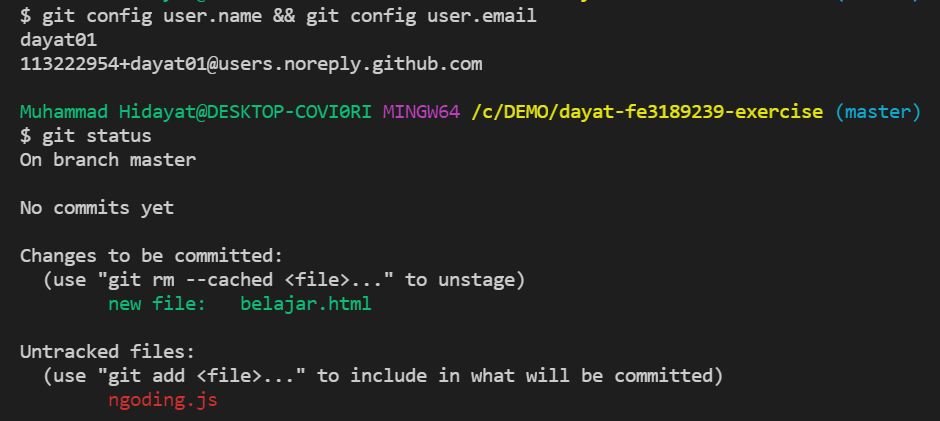 $ git config user.name && git config user.email
dayat01
113222954+dayat01@users.noreply.github.com
Muhammad Hidayat@DESKTOP-COVI0RI MINGW64 /c/DEMO/dayat-fe3189239-exercise (master)
$ git status
On branch master
No commits yet
Changes to be committed:
(use "git rm --cached <file>..." to unstage)
new file: belajar.html
Untracked files:
(use "git add <file>..." to include in what will be committed)
ngoding.js